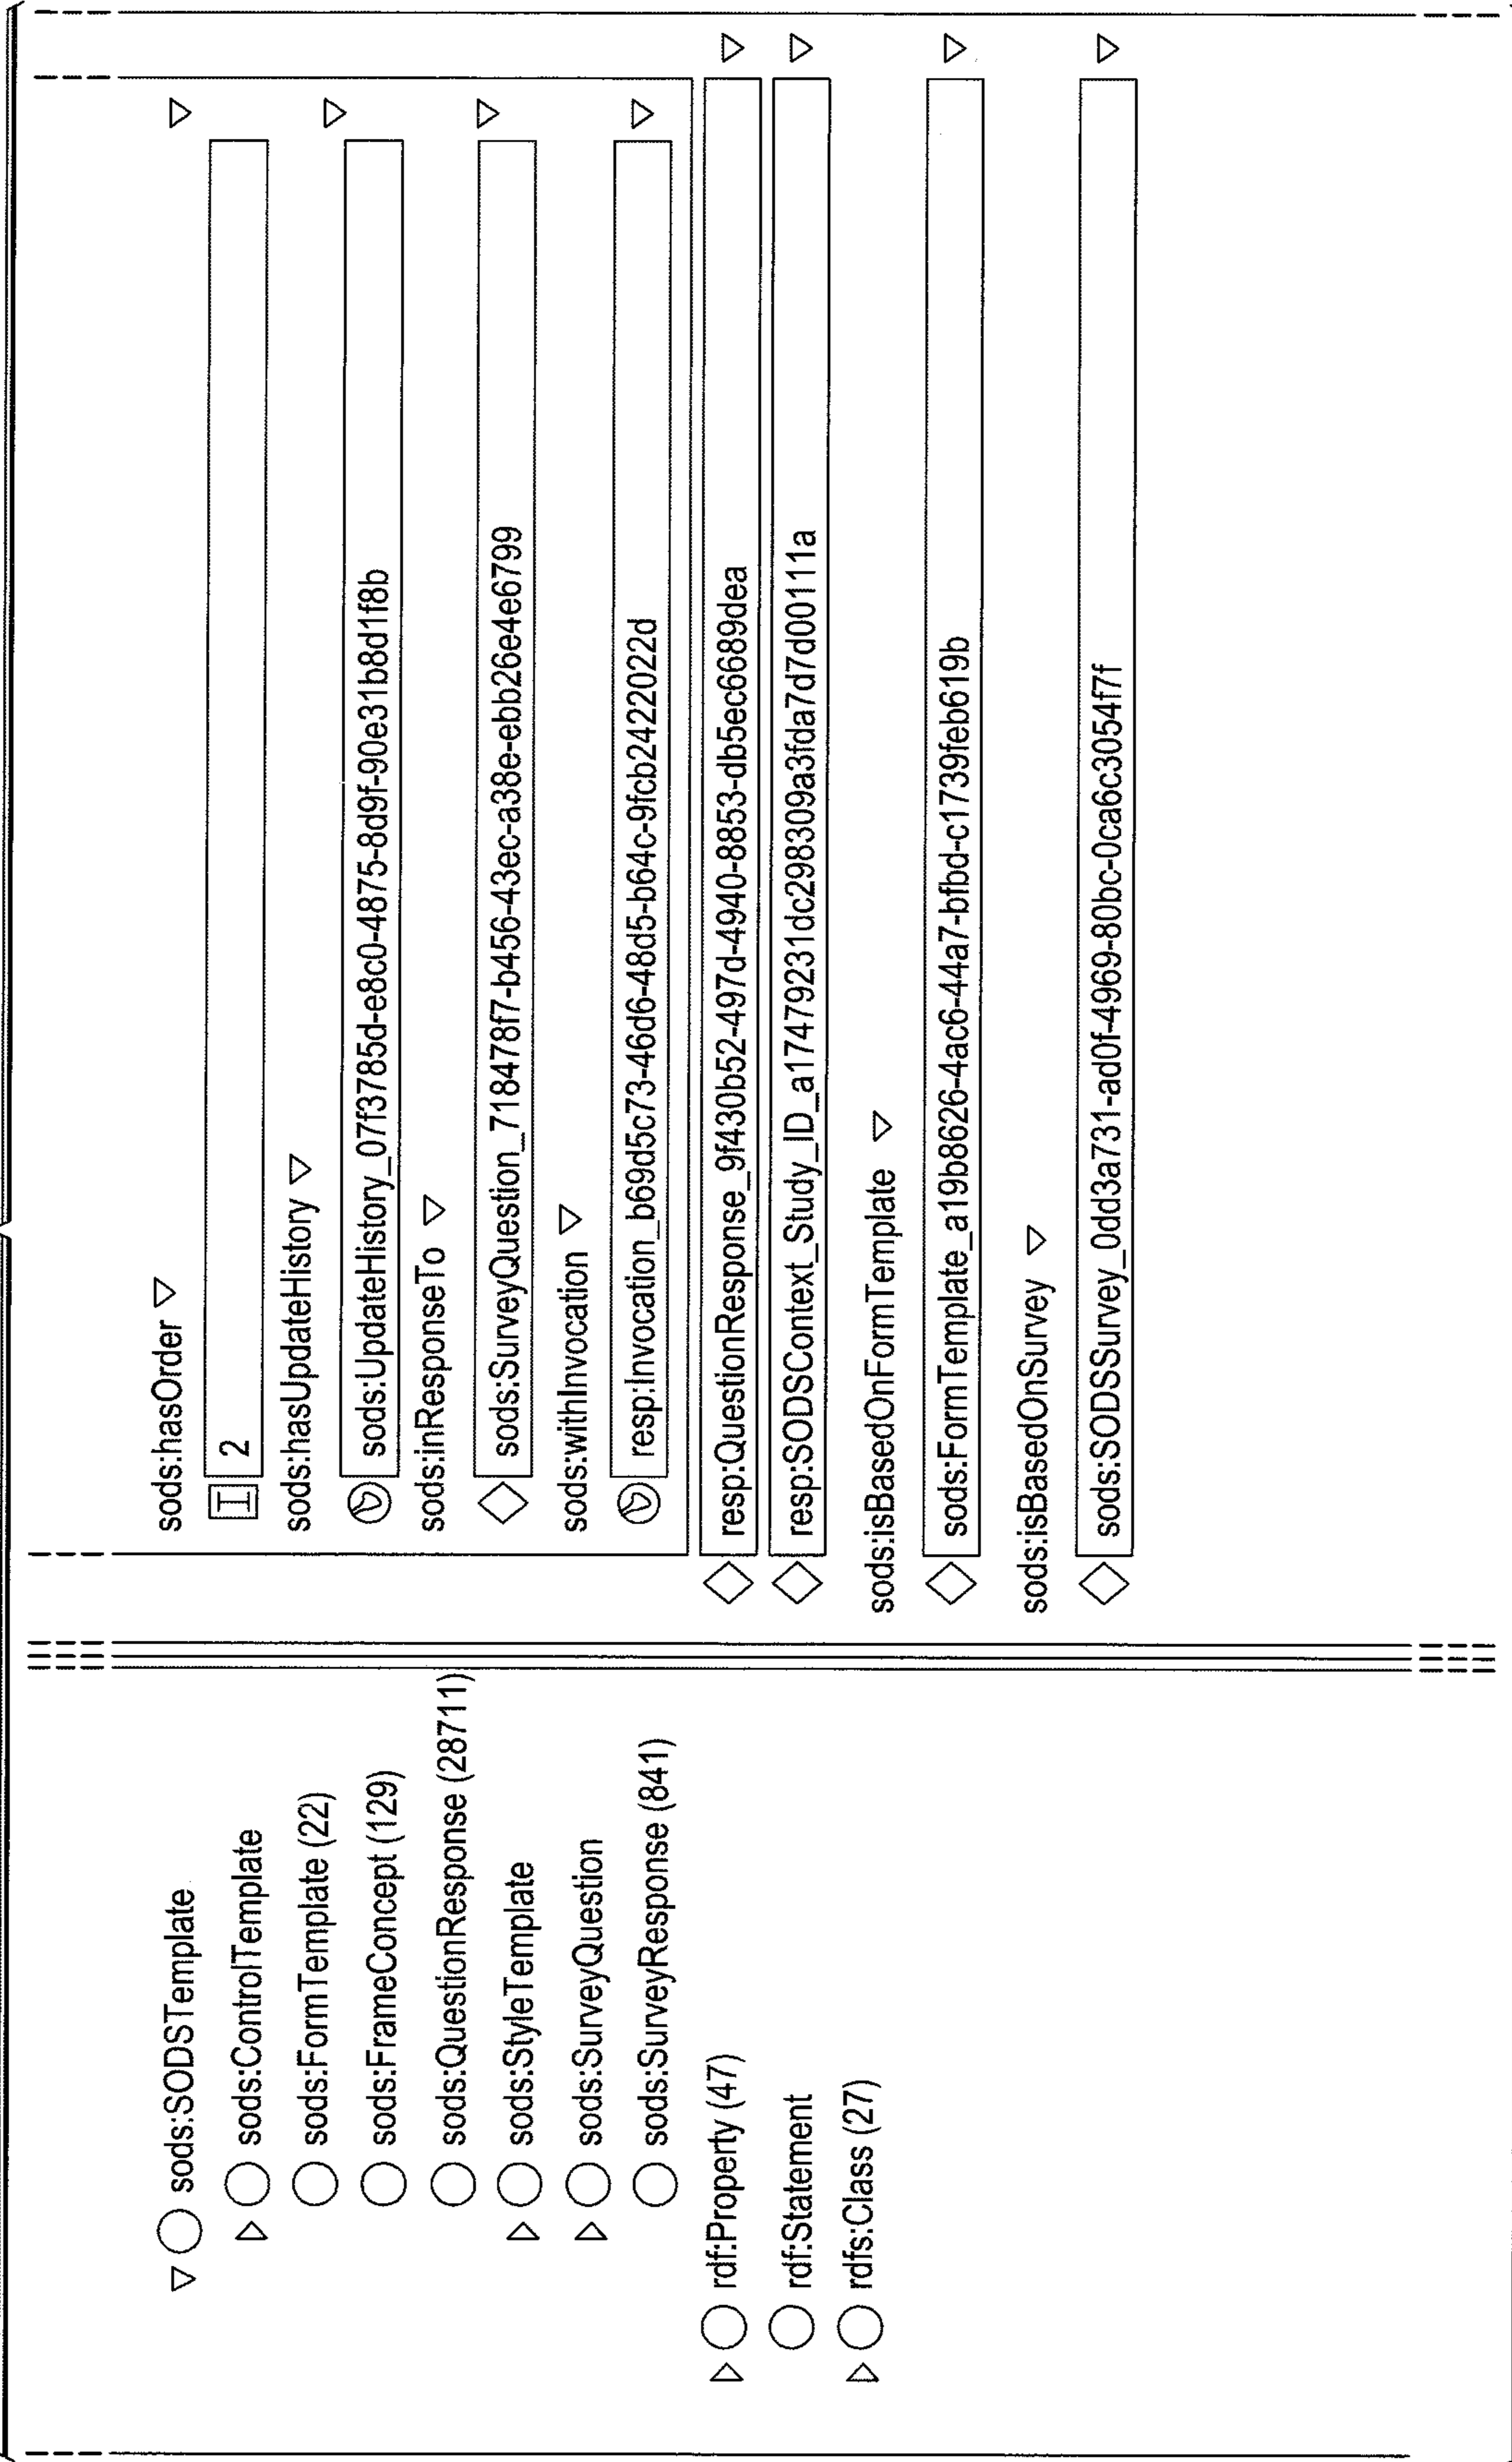 sods:SODSTemplate
sods:ControlTemplate
sods:FormTemplate (22)
sods:FrameConcept (129)
sods:QuestionResponse (28711)
sods:StyleTemplate
sods:SurveyQuestion
sods:SurveyResponse (841)
rdf:Property (47)
rdf:Statement
rdfs:Class (27)
sods:hasOrder
I 2
sods:hasUpdateHistory
sods:UpdateHistory_07f3785d-e8c0-4875-8d9f-90e31b8d1f8b
sods:inResponseTo
sods:SurveyQuestion_718478f7-b456-43ec-a38e-ebb26e4e6799
sods:withInvocation
resp:Invocation_b69d5c73-46d6-48d5-b64c-9fcb2422022d
resp:QuestionResponse_9f430b52-497d-4940-8853-db5ec6689dea
resp:SODSContext_Study_ID_a17479231dc298309a3fda7d7d00111a
sods:isBasedOnFormTemplate
sods:FormTemplate_a19b8626-4ac6-44a7-bfbd-c1739feb619b
sods:isBasedOnSurvey
sods:SODSSurvey_0dd3a731-ad0f-4969-80bc-0ca6c3054f7f